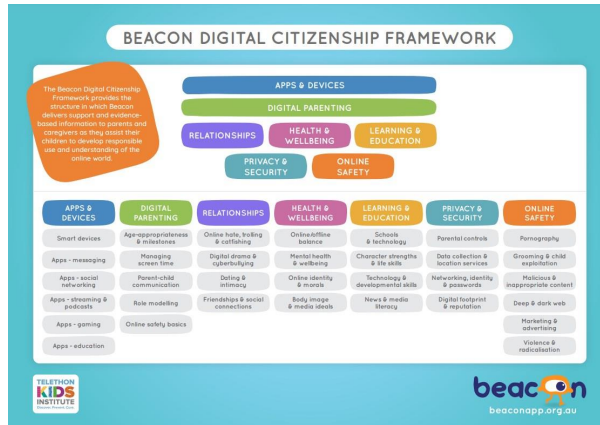 BEACON DIGITAL CITIZENSHIP FRAMEWORK
The Beacon Digital Citizenship
Framework provides the
structure in which Beacon
delivers support and evidence-
based information to parents and
caregivers as they assist their
children to develop responsible
use and understanding of the
online world.
APPS & DEVICES
DIGITAL PARENTING
RELATIONSHIPS
HEALTH &
WELLBEING
LEARNING &
EDUCATION
PRIVACY &
SECURITY
ONLINE
SAFETY
APPS &
DEVICES
Smart devices
Apps - messaging
Apps - social
networking
Apps - streaming &
podcasts
Apps - gaming
Apps - education
DIGITAL
PARENTING
Age-appropriateness
& milestones
Managing
screen time
Parent-child
communication
Role modelling
Online safety basics
RELATIONSHIPS
Online hate, trolling
& catfishing
Digital drama &
cyberbullying
Dating &
intimacy
Friendships & social
connections
HEALTH &
WELLBEING
Online/offline
balance
Mental health
& wellbeing
Online identity
& morals
Body image
& media ideals
LEARNING &
EDUCATION
Schools
& technology
Character strengths
& life skills
Technology &
developmental skills
News & media
literacy
PRIVACY &
SECURITY
Parental controls
Data collection &
location services
Networking, identity
& passwords
Digital footprint
& reputation
ONLINE
SAFETY
Pornography
Grooming & child
exploitation
Malicious &
inappropriate content
Deep & dark web
Marketing &
advertising
Violence &
radicalisation
TELETHON
KIDS
INSTITUTE
Discover. Prevent. Cure.
beacon
beaconapp.org.au